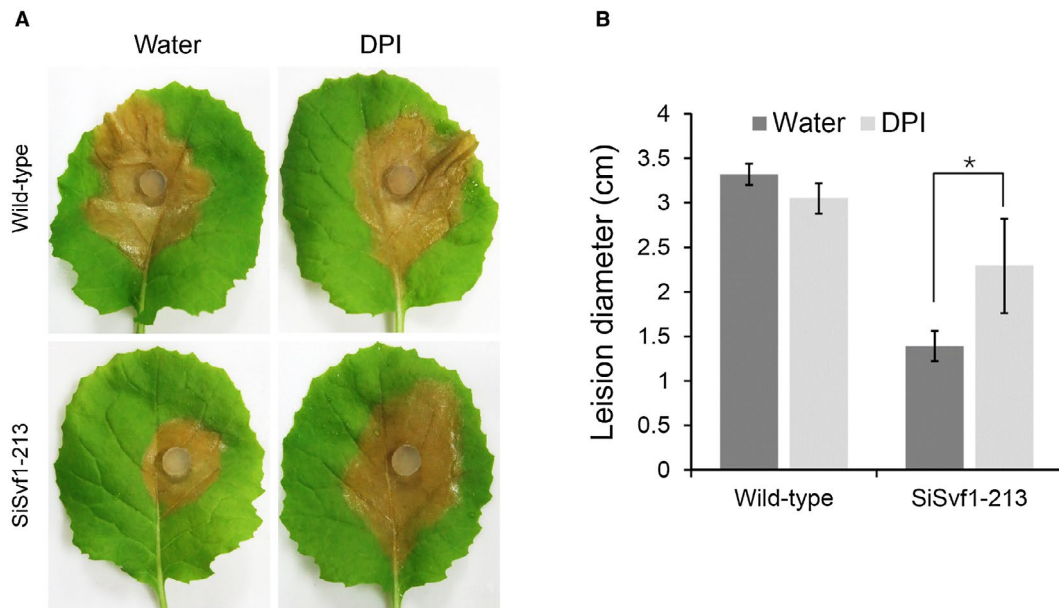 A
Water
DPI
Wild-type
SiSvf1-213
B
Water
DPI
Leision diameter (cm)
4
3.5
3
2.5
2
1.5
1
0.5
0
*
Wild-type
SiSvf1-213